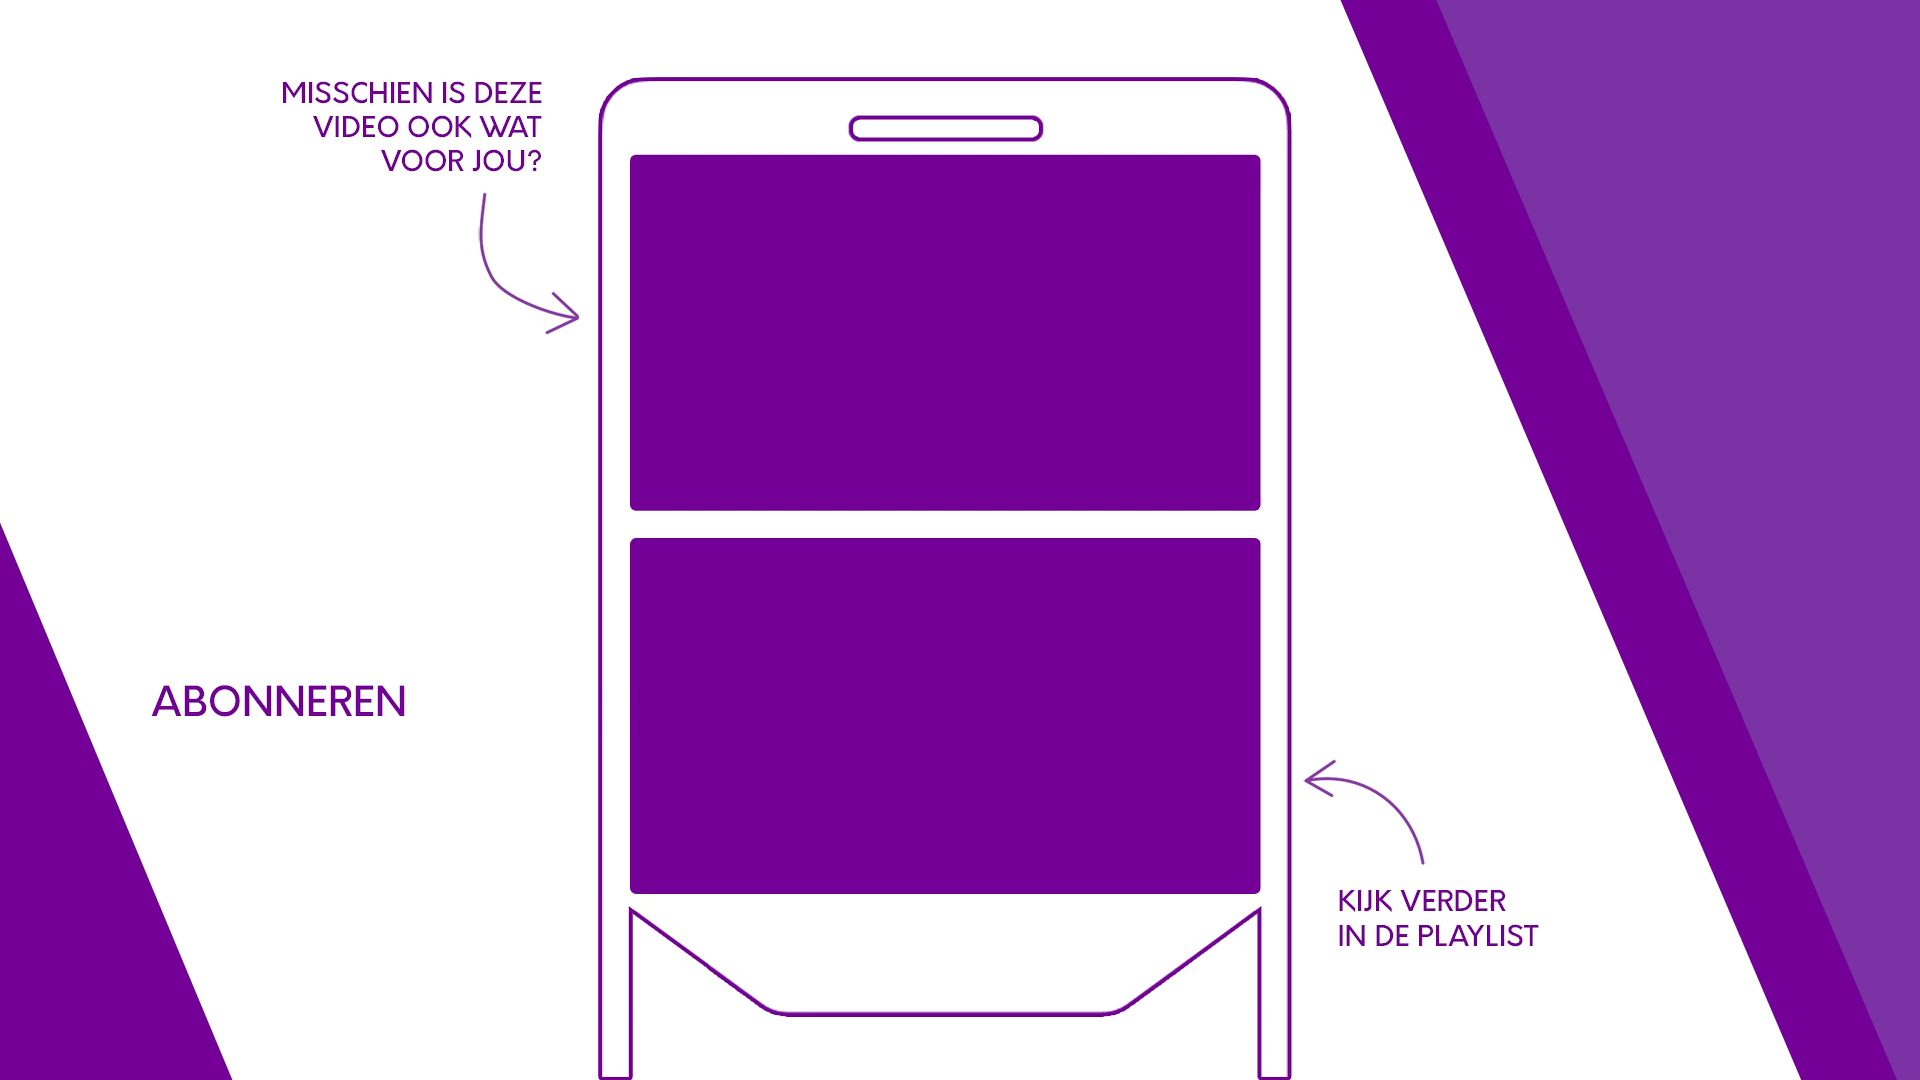 MISSCHIEN IS DEZE
VIDEO OOK WAT
VOOR JOU?
ABONNEREN
KIJK VERDER
IN DE PLAYLIST